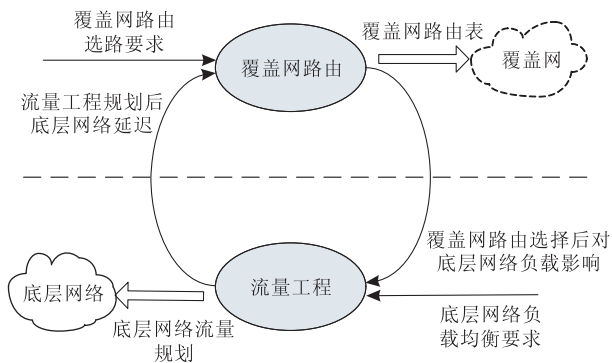 覆盖网路由
选路要求
覆盖网路由
覆盖网路由表
覆盖网
流量工程规划后
底层网络延迟
覆盖网路由选择后对
底层网络负载影响
底层网络
流量工程
底层网络流量
规划
底层网络负
载均衡要求